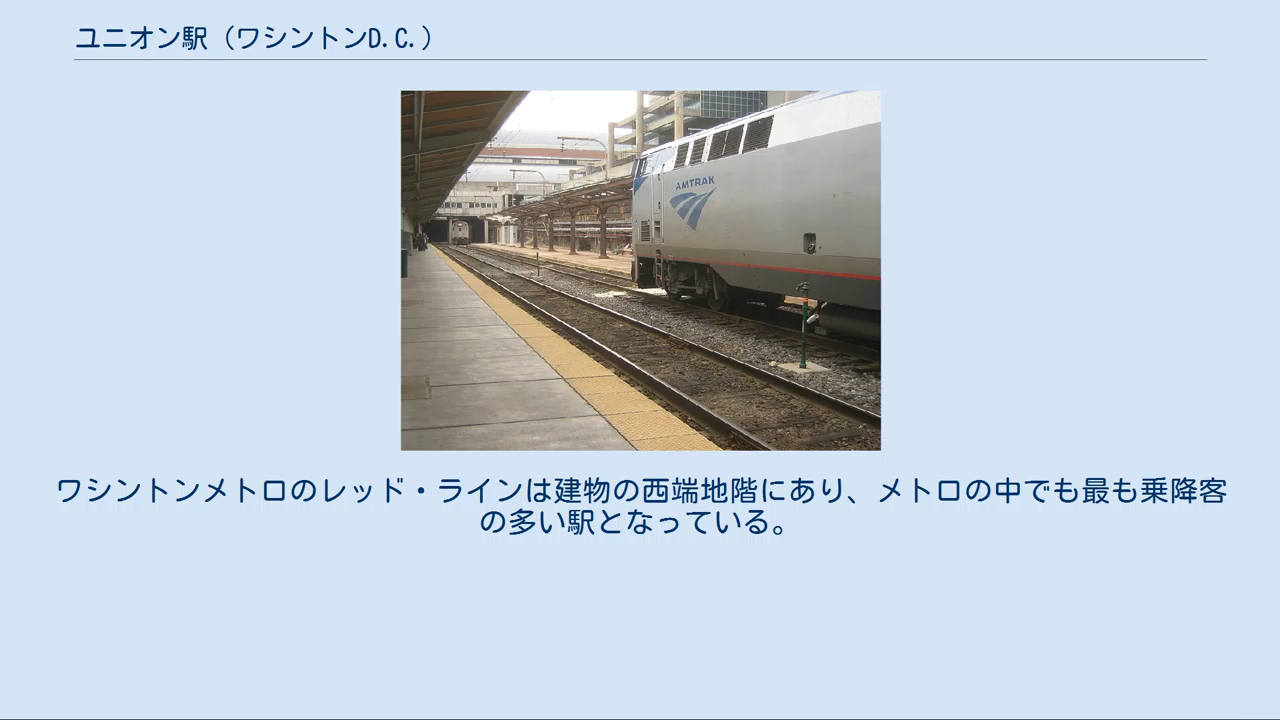 ユニオン駅（ワシントンD.C.）
AMTRAK
ワシントンメトロのレッド・ラインは建物の西端地階にあり、メトロの中でも最も乗降客
の多い駅となっている。